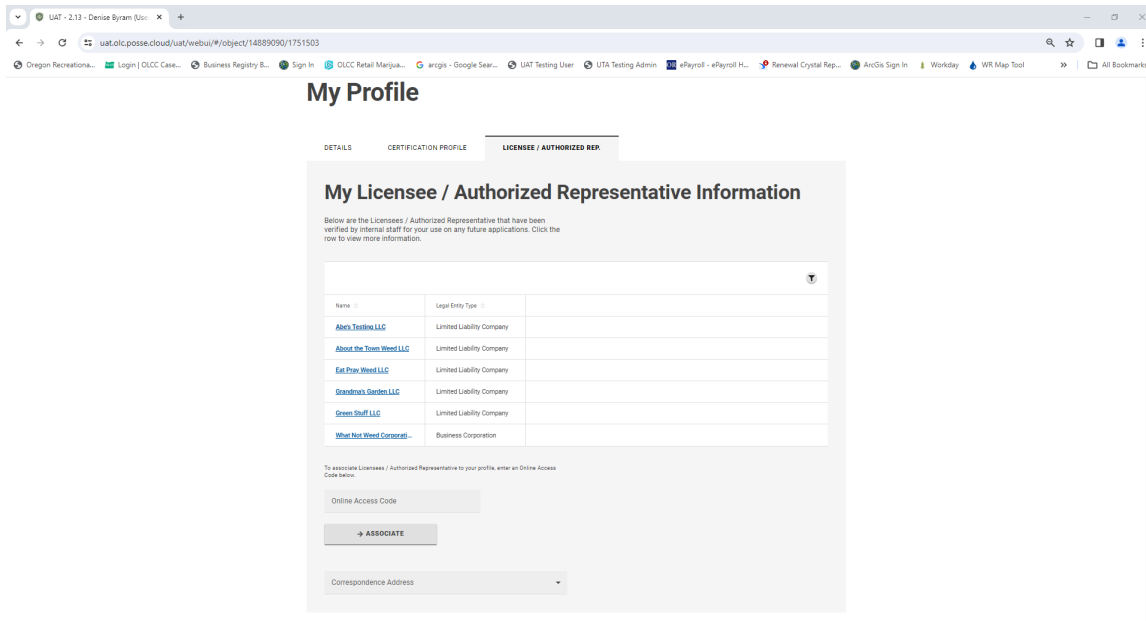 UAT - 2.13 - Denise Byram (Use
uat.olc.posse.cloud/uat/webui/#/object/14889090/1751503
Oregon Recreationa... Login | OLCC Case... Business Registry B... Sign In OLCC Retail Marijua... arcgis - Google Sear... UAT Testing User UTA Testing Admin ePayroll - ePayroll H... Renewal Crystal Rep... ArcGis Sign In Workday WR Map Tool » All Bookmarks
My Profile
DETAILS CERTIFICATION PROFILE LICENSEE / AUTHORIZED REP.
My Licensee / Authorized Representative Information
Below are the Licensees / Authorized Representative that have been
verified by internal staff for your use on any future applications. Click the
row to view more information.
Name Legal Entity Type
Abe's Testing LLC Limited Liability Company
About the Town Weed LLC Limited Liability Company
Eat Pray Weed LLC Limited Liability Company
Grandma's Garden LLC Limited Liability Company
Green Stuff LLC Limited Liability Company
What Not Weed Corporati... Business Corporation
To associate Licensees / Authorized Representative to your profile, enter an Online Access
Code below.
Online Access Code
→ ASSOCIATE
Correspondence Address